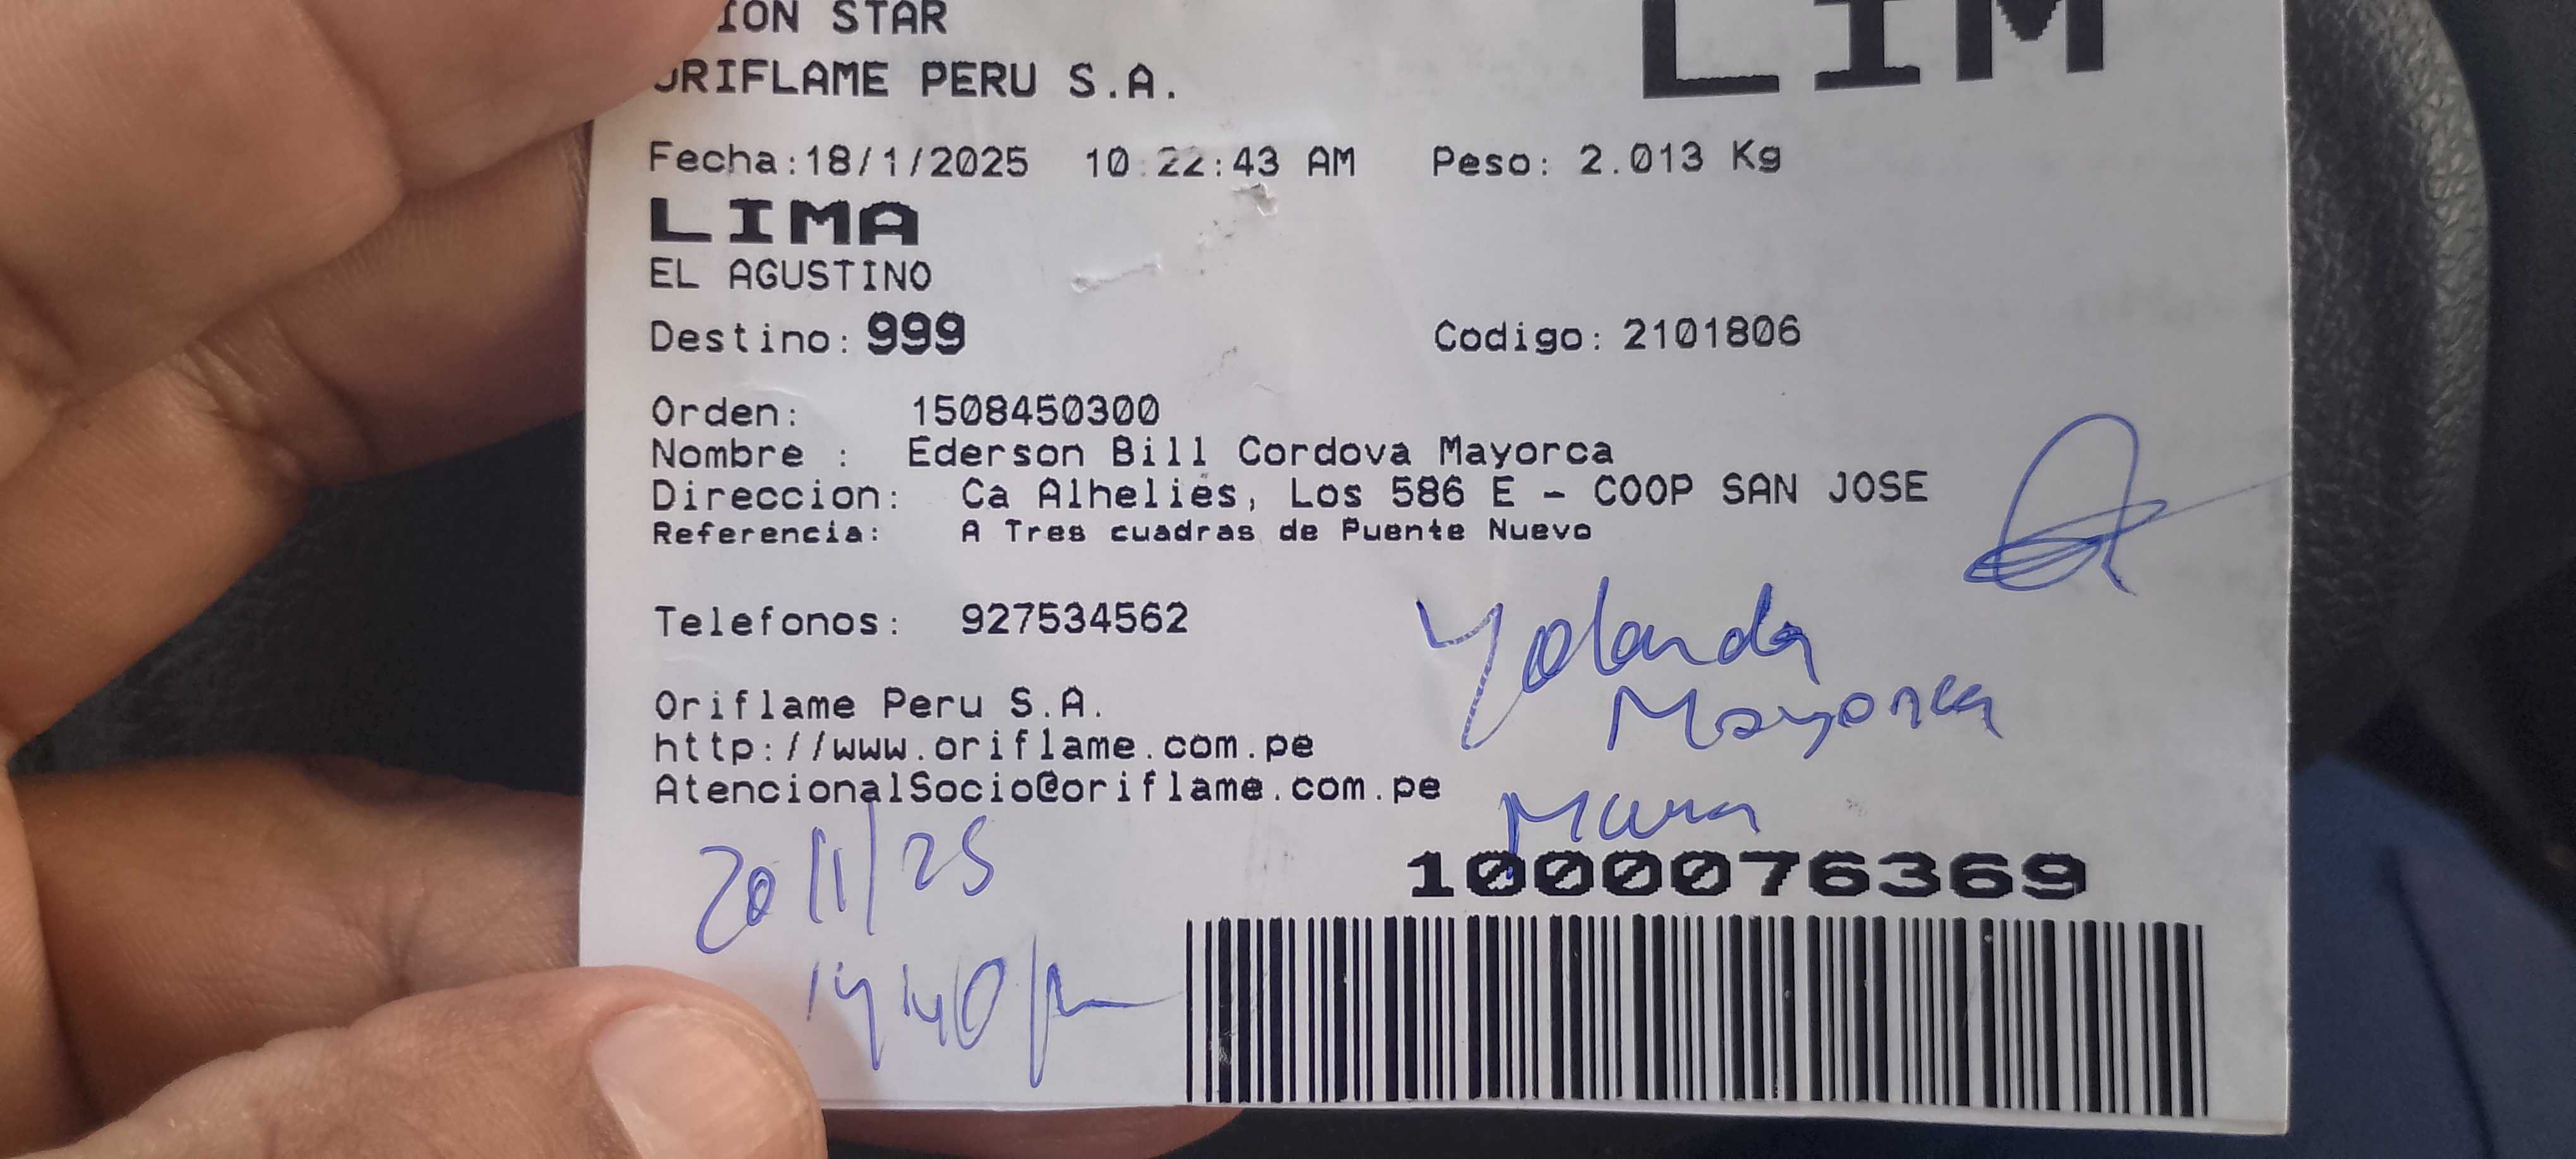 ION STAR
LIM
ORIFLAME PERU S.A.
Fecha:18/1/2025 10:22:43 AM Peso: 2.013 Kg
LIMA
EL AGUSTINO
Destino: 999 Codigo: 2101806
Orden: 1508450300
Nombre : Ederson Bill Cordova Mayorca
Direccion: Ca Alhelies, Los 586 E - COOP SAN JOSE
Referencia: A Tres cuadras de Puente Nuevo
Telefonos: 927534562
Yolanda
Mayorca
Oriflame Peru S.A.
http://www.oriflame.com.pe
AtencionalSocio@oriflame.com.pe
20/1/25
1000076369